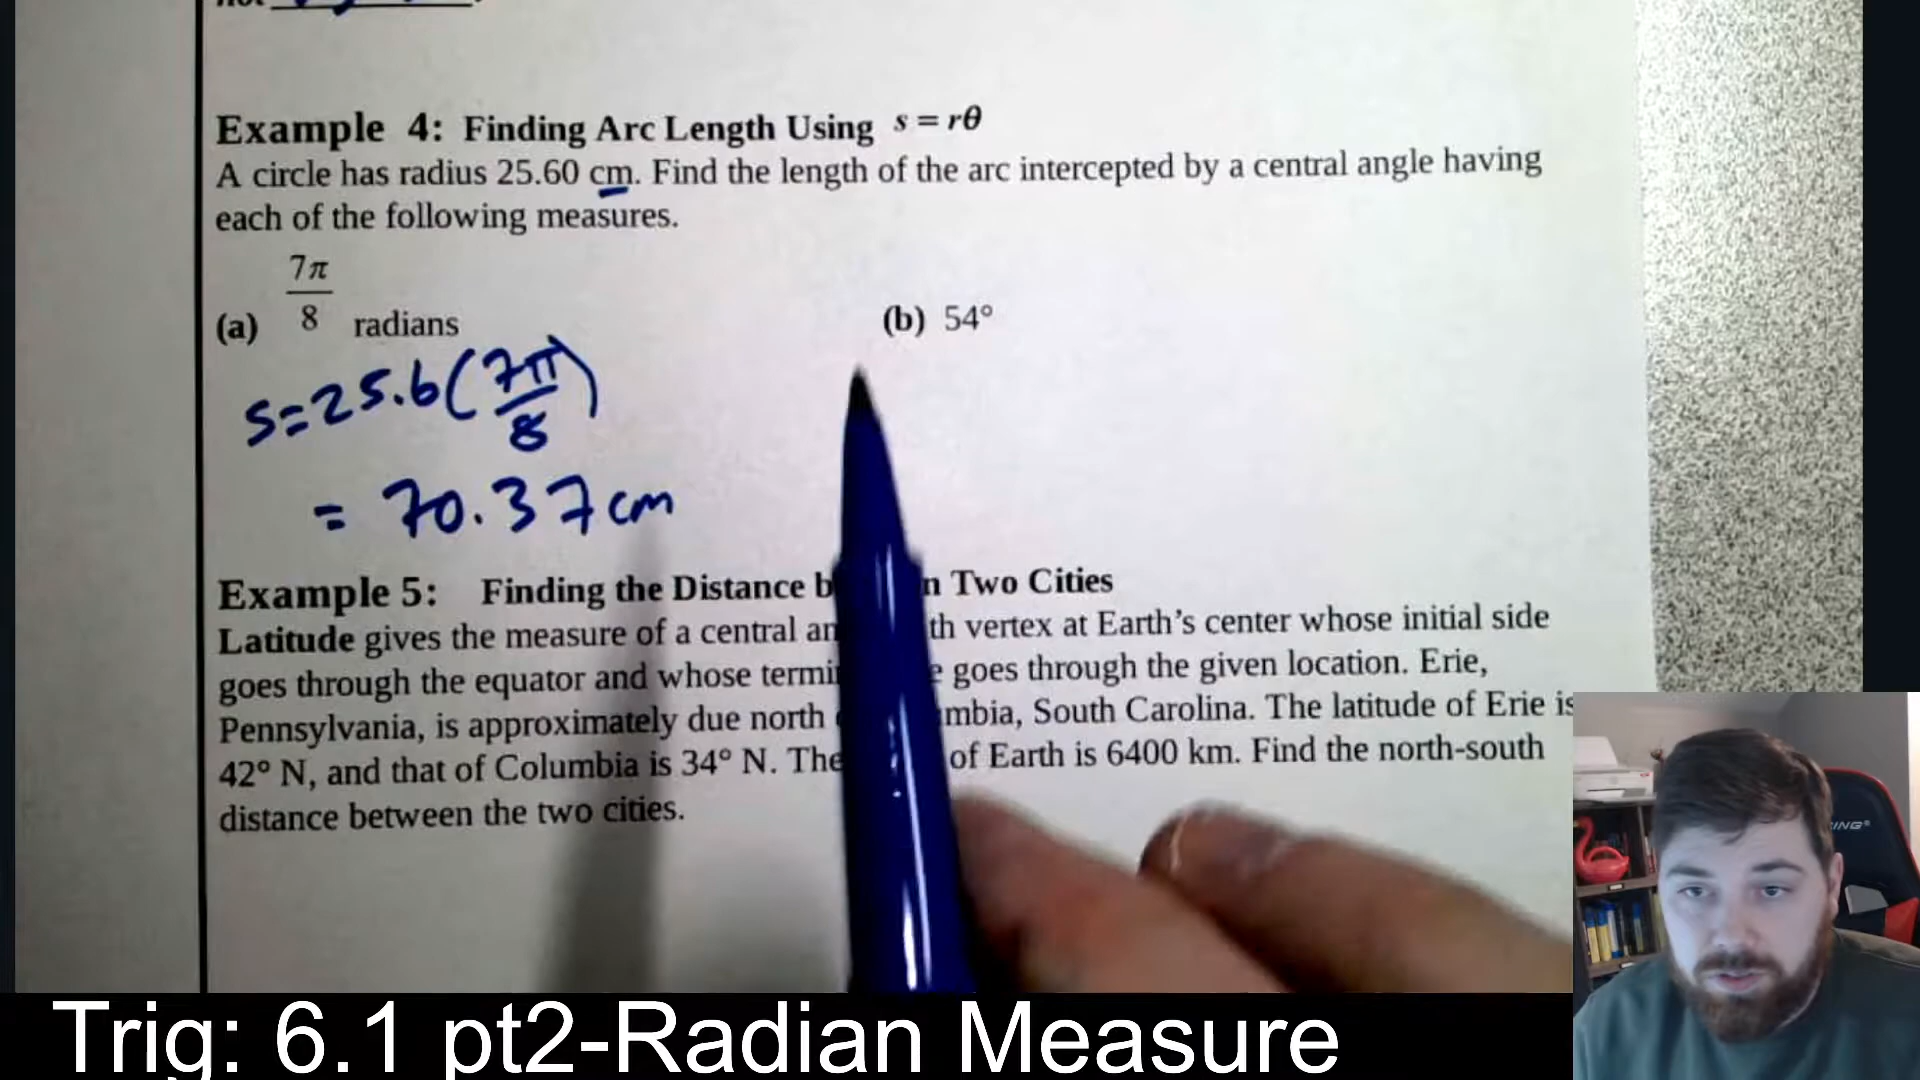 Example 4: Finding Arc Length Using s = rθ
A circle has radius 25.60 cm. Find the length of the arc intercepted by a central angle having
each of the following measures.
(a) 7π/8 radians (b) 54°
s=25.6(7π/8)
= 70.37cm
Example 5: Finding the Distance b n Two Cities
Latitude gives the measure of a central an th vertex at Earth's center whose initial side
goes through the equator and whose termi e goes through the given location. Erie,
Pennsylvania, is approximately due north mbia, South Carolina. The latitude of Erie is
42° N, and that of Columbia is 34° N. The of Earth is 6400 km. Find the north-south
distance between the two cities.
ING®
Trig: 6.1 pt2-Radian Measure